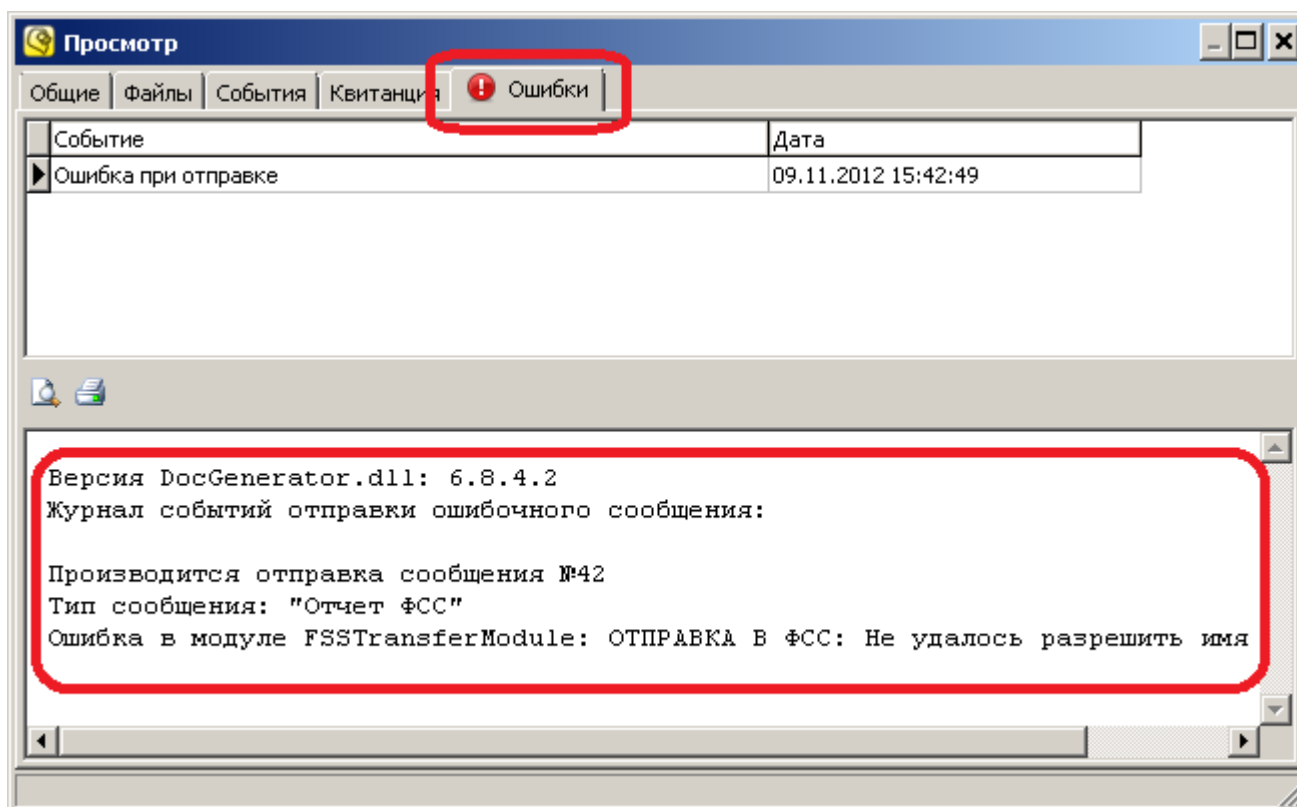 Просмотр
Общие Файлы События Квитанция Ошибки
Событие Дата
Ошибка при отправке 09.11.2012 15:42:49
Версия DocGenerator.dll: 6.8.4.2
Журнал событий отправки ошибочного сообщения:
Производится отправка сообщения №42
Тип сообщения: "Отчет ФСС"
Ошибка в модуле FSSTransferModule: ОТПРАВКА В ФСС: Не удалось разрешить имя